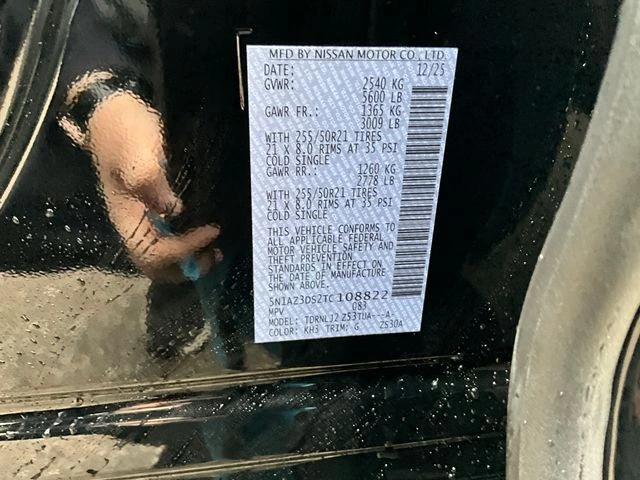 MFD BY NISSAN MOTOR CO., LTD.
DATE: 12/25
GVWR: 2540 KG
5600 LB
GAWR FR.: 1365 KG
3009 LB
WITH 255/50R21 TIRES
21 X 8.0 RIMS AT 35 PSI
COLD SINGLE
GAWR RR.: 1260 KG
2778 LB
WITH 255/50R21 TIRES
21 X 8.0 RIMS AT 35 PSI
COLD SINGLE
THIS VEHICLE CONFORMS TO
ALL APPLICABLE FEDERAL
MOTOR VEHICLE SAFETY AND
THEFT PREVENTION
STANDARDS IN EFFECT ON
THE DATE OF MANUFACTURE
SHOWN ABOVE.
5N1AZ3DS2TC108822
MPV 083
MODEL: TDRNLJZ Z53TUA---A-
COLOR: KH3 TRIM; G ZS30A